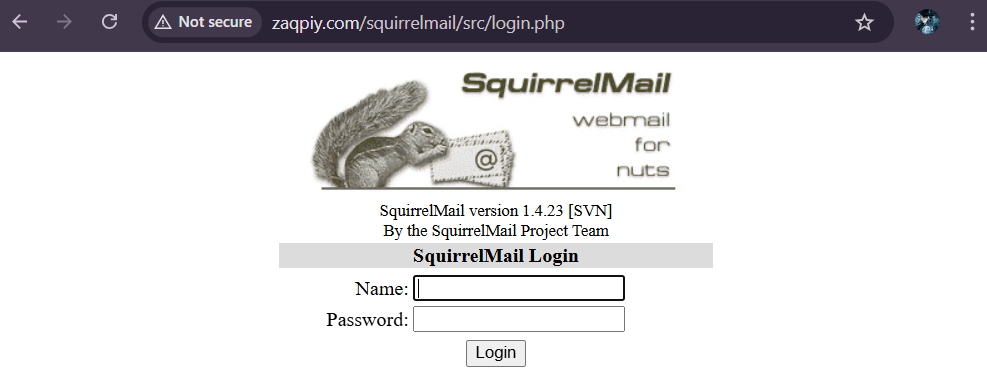 Not secure zaqpiy.com/squirrelmail/src/login.php
SquirrelMail
webmail
for
nuts
@
SquirrelMail version 1.4.23 [SVN]
By the SquirrelMail Project Team
SquirrelMail Login
Name:
Password:
Login